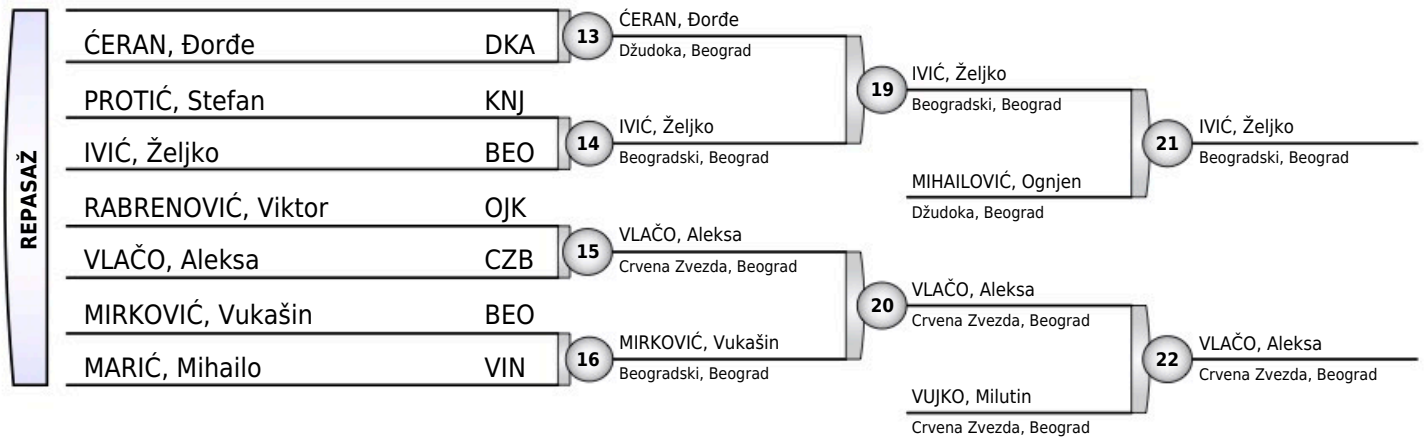 REPASAŽ
ĆERAN, Đorđe DKA
PROTIĆ, Stefan KNJ
IVIĆ, Željko BEO
RABRENOVIĆ, Viktor OJK
VLAČO, Aleksa CZB
MIRKOVIĆ, Vukašin BEO
MARIĆ, Mihailo VIN
13
ĆERAN, Đorđe
Džudoka, Beograd
14
IVIĆ, Željko
Beogradski, Beograd
15
VLAČO, Aleksa
Crvena Zvezda, Beograd
16
MIRKOVIĆ, Vukašin
Beogradski, Beograd
19
IVIĆ, Željko
Beogradski, Beograd
MIHAILOVIĆ, Ognjen
Džudoka, Beograd
20
VLAČO, Aleksa
Crvena Zvezda, Beograd
VUJKO, Milutin
Crvena Zvezda, Beograd
21
IVIĆ, Željko
Beogradski, Beograd
22
VLAČO, Aleksa
Crvena Zvezda, Beograd